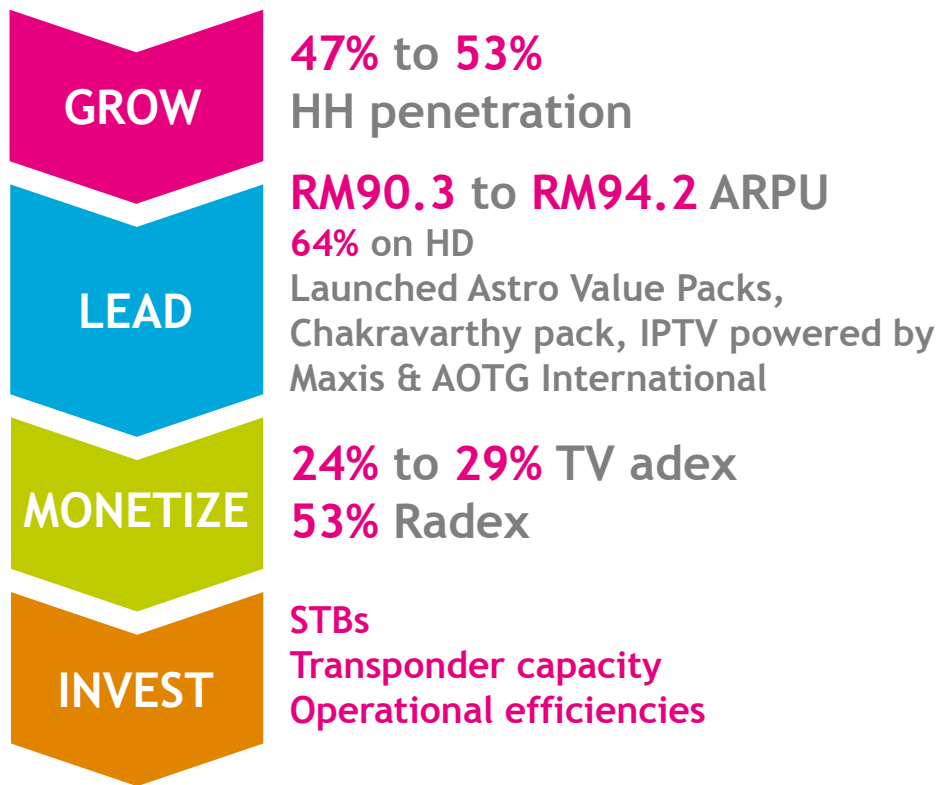 GROW
47% to 53%
HH penetration
LEAD
RM90.3 to RM94.2 ARPU
64% on HD
Launched Astro Value Packs,
Chakravarthy pack, IPTV powered by
Maxis & AOTG International
MONETIZE
24% to 29% TV adex
53% Radex
INVEST
STBs
Transponder capacity
Operational efficiencies